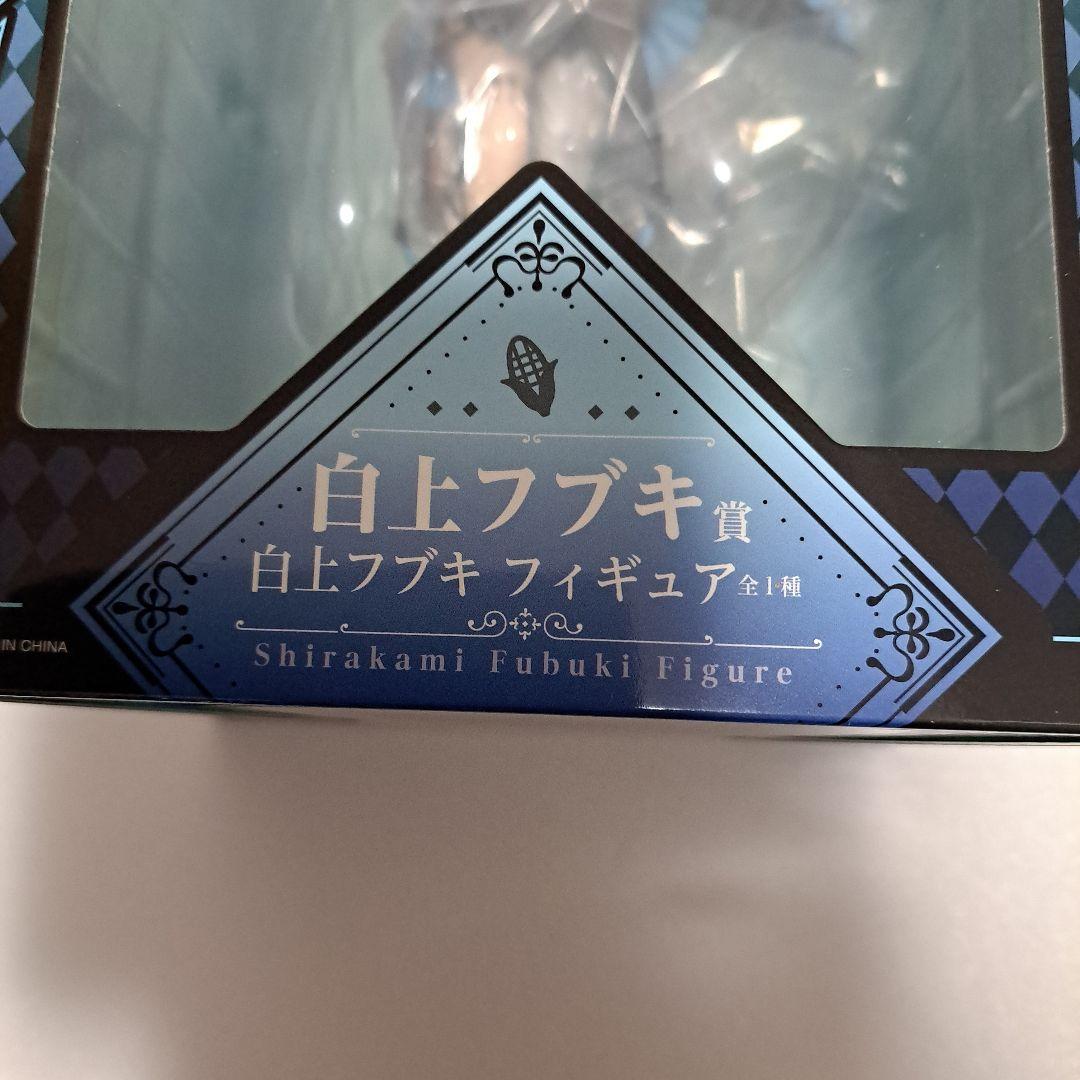 白上フブキ賞
白上フブキ フィギュア 全1種
Shirakami Fubuki Figure
IN CHINA